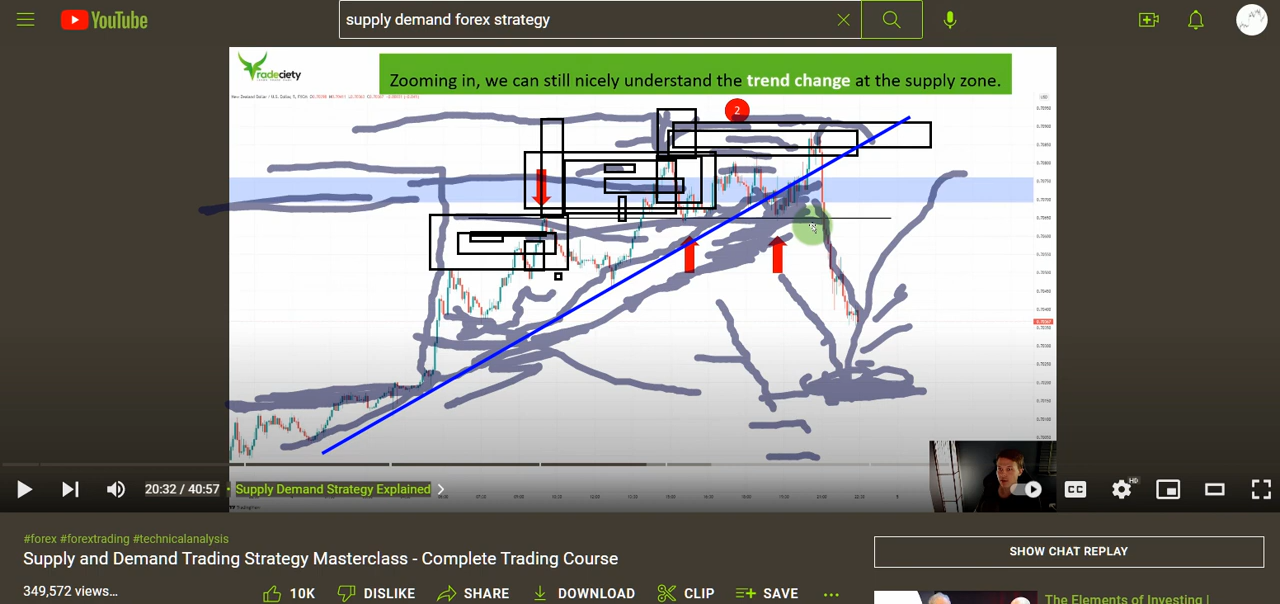 YouTube
supply demand forex strategy
Tradeciety
Zooming in, we can still nicely understand the trend change at the supply zone.
2
20:32 / 40:57 • Supply Demand Strategy Explained
CC
HD
#forex #forextrading #technicalanalysis
Supply and Demand Trading Strategy Masterclass - Complete Trading Course
349,572 views...
10K
DISLIKE
SHARE
DOWNLOAD
CLIP
SAVE
SHOW CHAT REPLAY
The Elements of Investing |